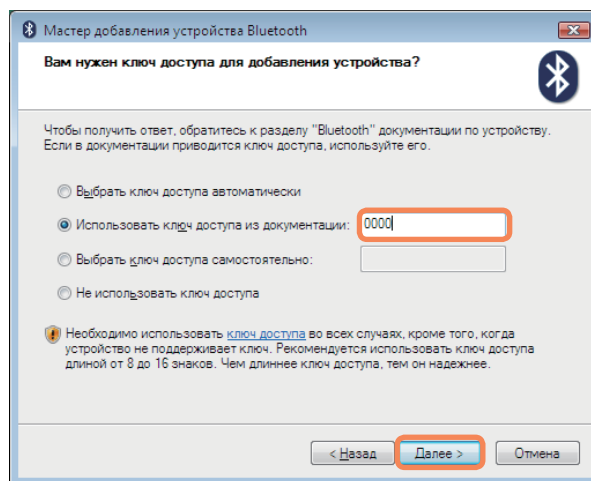 Мастер добавления устройства Bluetooth
Вам нужен ключ доступа для добавления устройства?
Чтобы получить ответ, обратитесь к разделу "Bluetooth" документации по устройству.
Если в документации приводится ключ доступа, используйте его.
Выбрать ключ доступа автоматически
Использовать ключ доступа из документации: 0000
Выбрать ключ доступа самостоятельно:
Не использовать ключ доступа
Необходимо использовать ключ доступа во всех случаях, кроме того, когда
устройство не поддерживает ключ. Рекомендуется использовать ключ доступа
длиной от 8 до 16 знаков. Чем длиннее ключ доступа, тем он надежнее.
< Назад Далее > Отмена